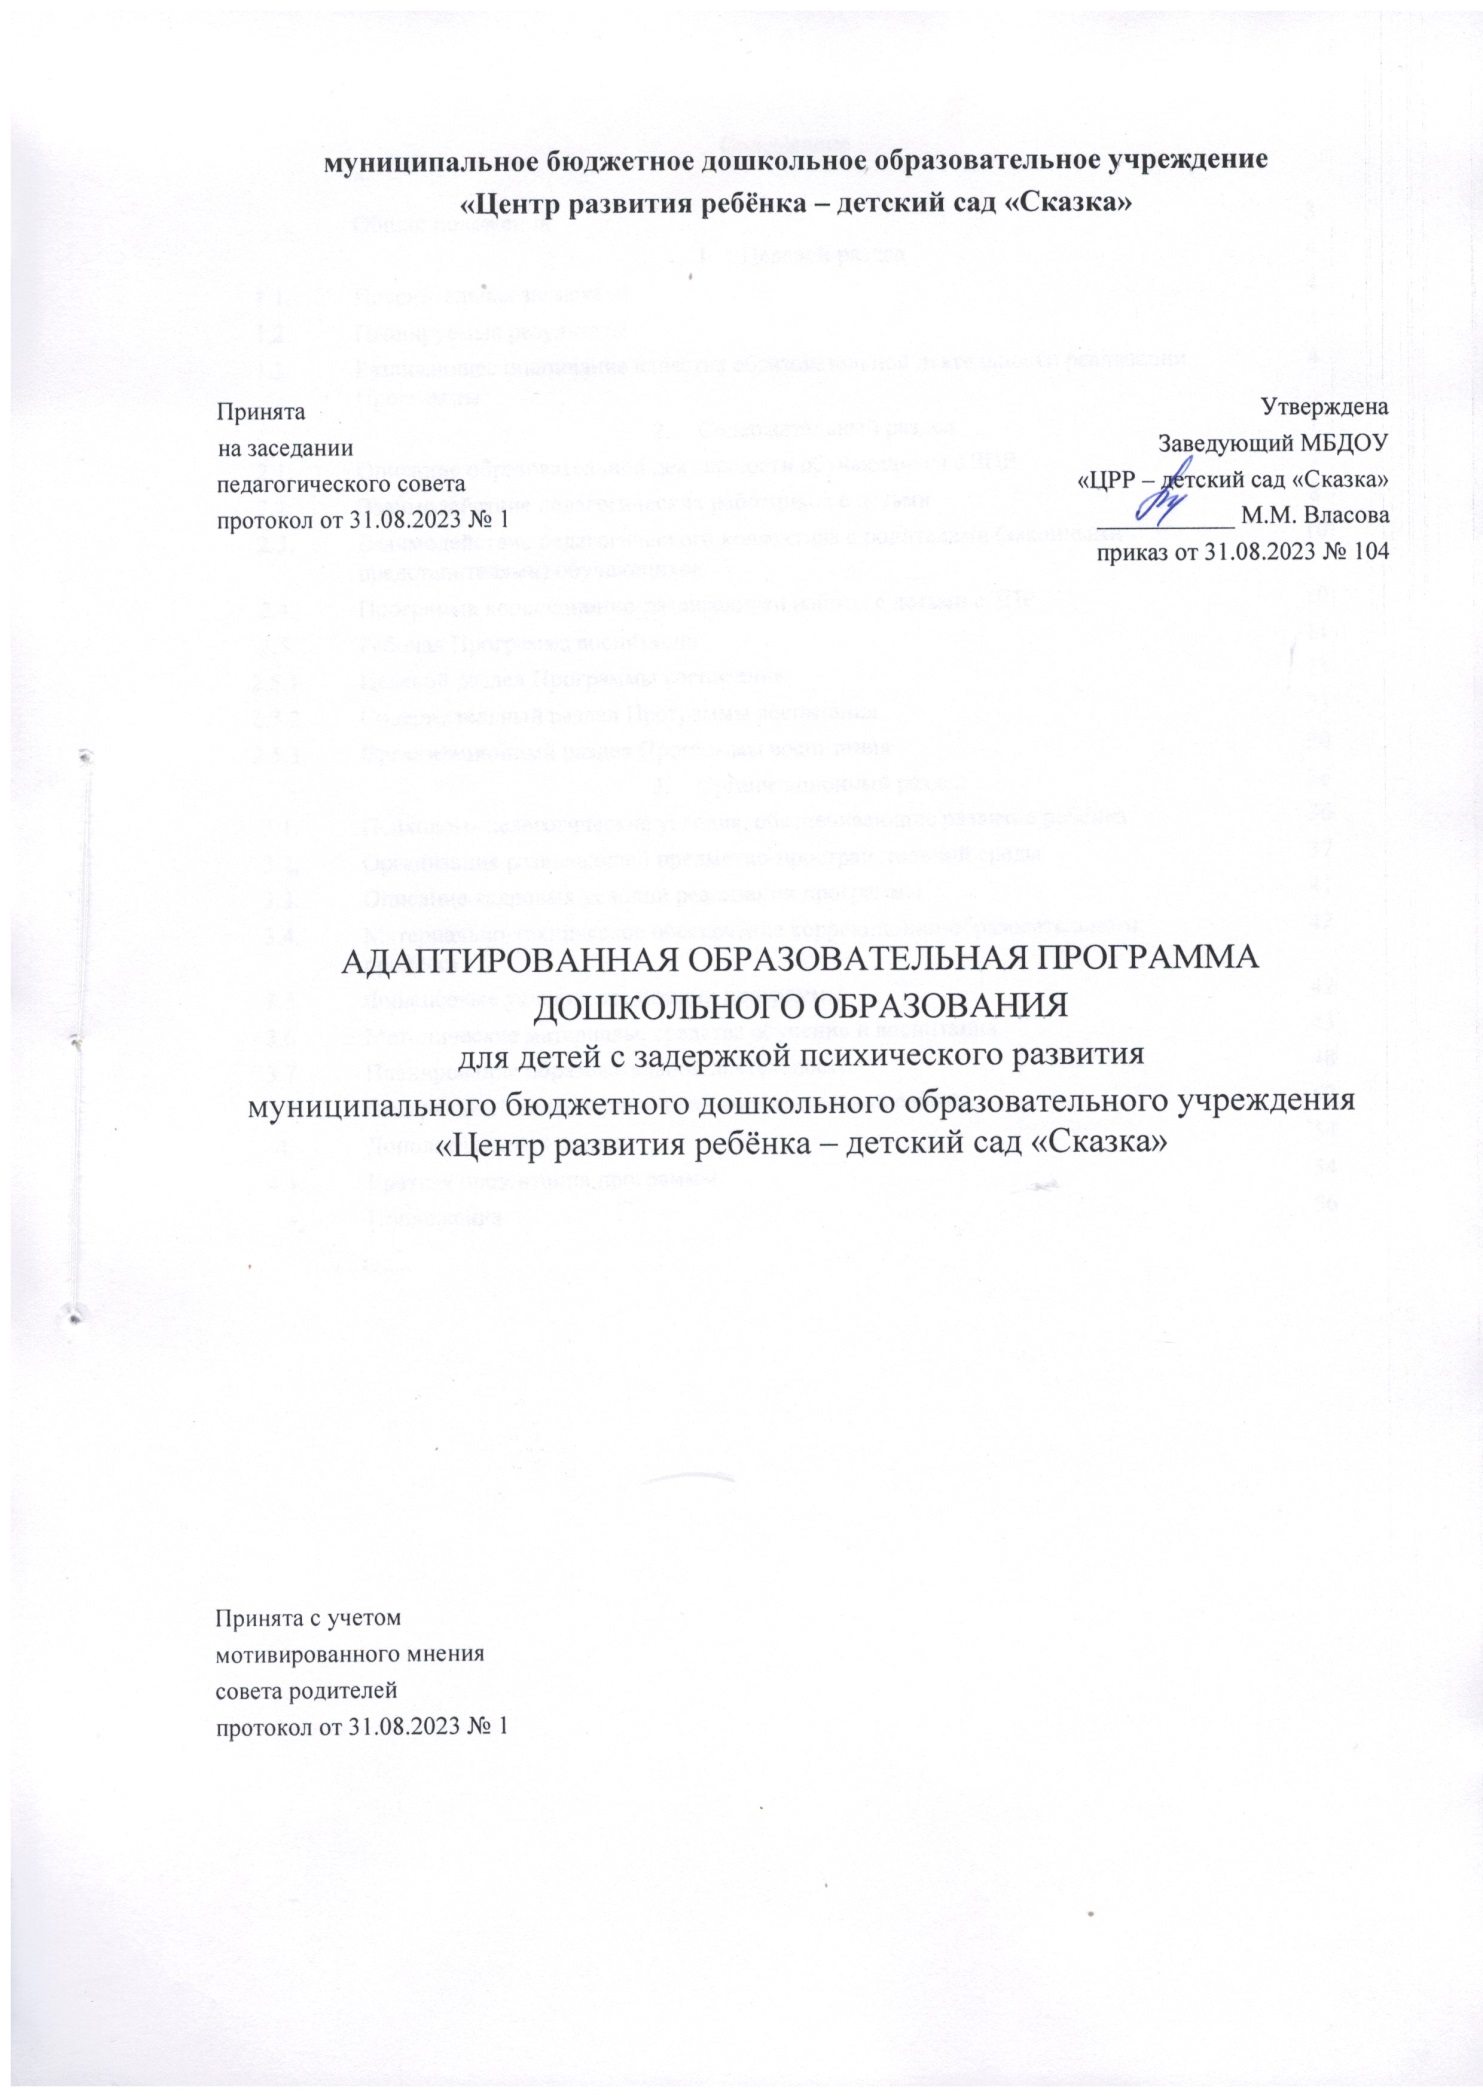 муниципальное бюджетное дошкольное образовательное учреждение
«Центр развития ребёнка – детский сад «Сказка»
Принята
на заседании
педагогического совета
протокол от 31.08.2023 № 1
Утверждена
Заведующий МБДОУ
«ЦРР – детский сад «Сказка»
___________ М.М. Власова
приказ от 31.08.2023 № 104
АДАПТИРОВАННАЯ ОБРАЗОВАТЕЛЬНАЯ ПРОГРАММА
ДОШКОЛЬНОГО ОБРАЗОВАНИЯ
для детей с задержкой психического развития
муниципального бюджетного дошкольного образовательного учреждения
«Центр развития ребёнка – детский сад «Сказка»
Принята с учетом
мотивированного мнения
совета родителей
протокол от 31.08.2023 № 1